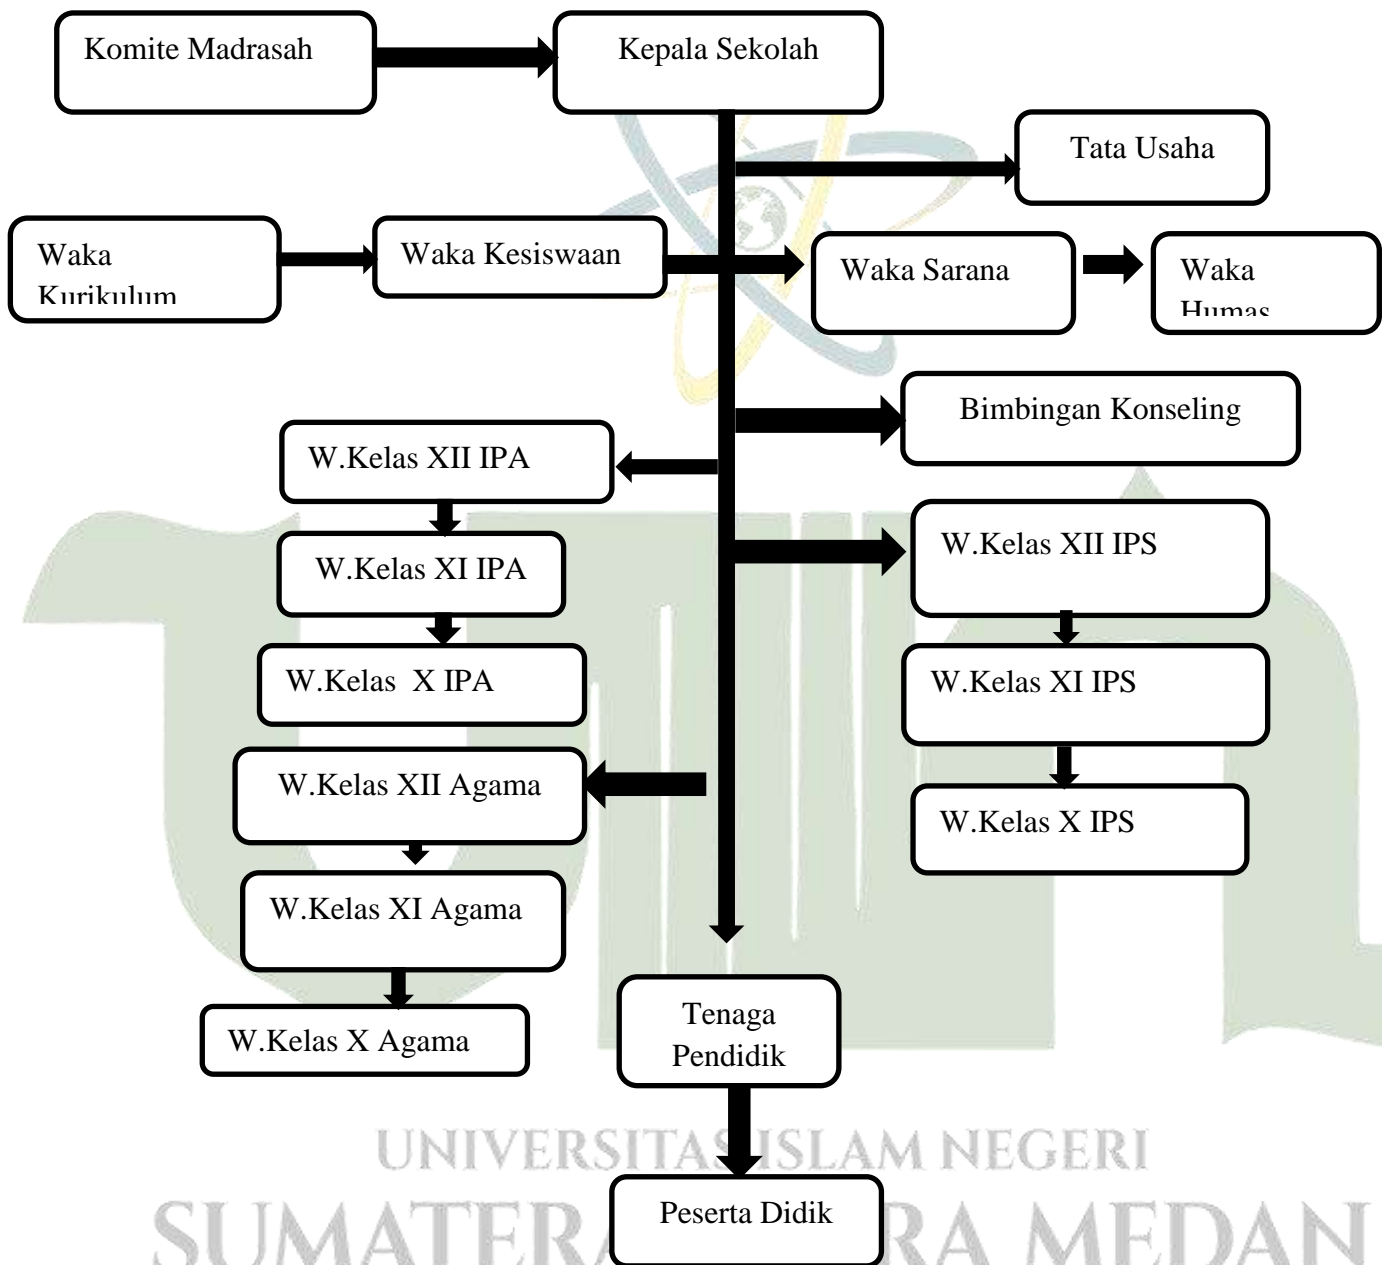 Komite Madrasah
Kepala Sekolah
Tata Usaha
Waka
Kurikulum
Waka Kesiswaan
Waka Sarana
Waka
Humas
Bimbingan Konseling
W.Kelas XII IPA
W.Kelas XII IPS
W.Kelas XI IPA
W.Kelas X IPA
W.Kelas XI IPS
W.Kelas XII Agama
W.Kelas X IPS
W.Kelas XI Agama
Tenaga
Pendidik
W.Kelas X Agama
UNIVERSITAS ISLAM NEGERI
Peserta Didik
SUMATERA RA MEDAN